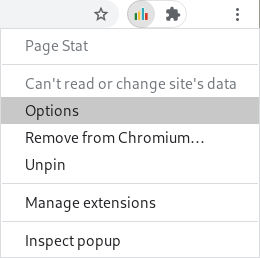 Page Stat
Can't read or change site's data
Options
Remove from Chromium…
Unpin
Manage extensions
Inspect popup